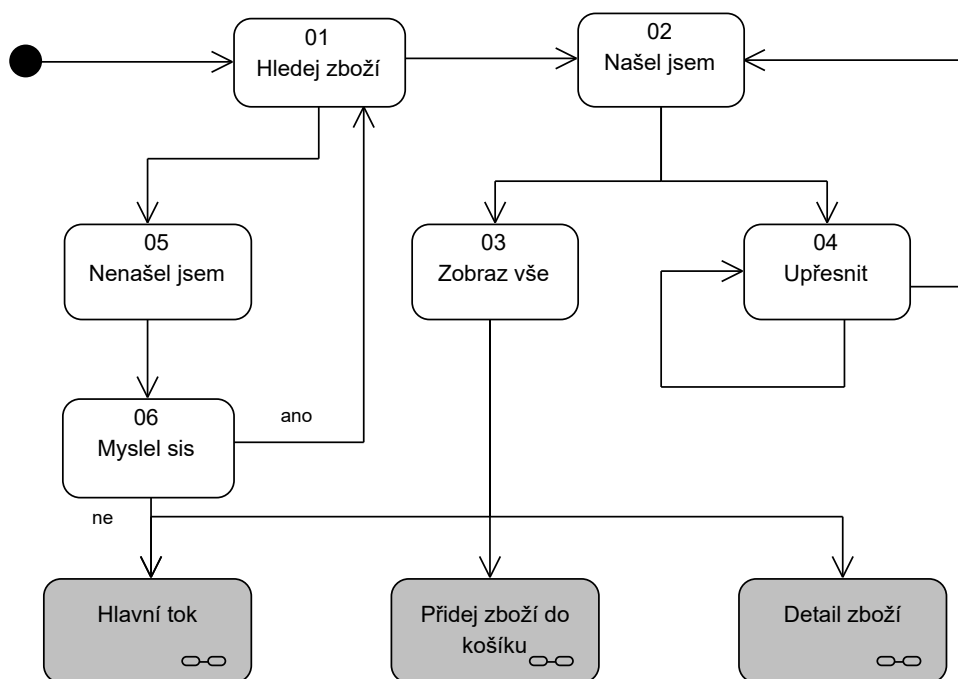 01
Hledej zboží
02
Našel jsem
05
Nenašel jsem
03
Zobraz vše
04
Upřesnit
06
Myslel sis
ano
ne
Hlavní tok
Přidej zboží do
košíku
Detail zboží